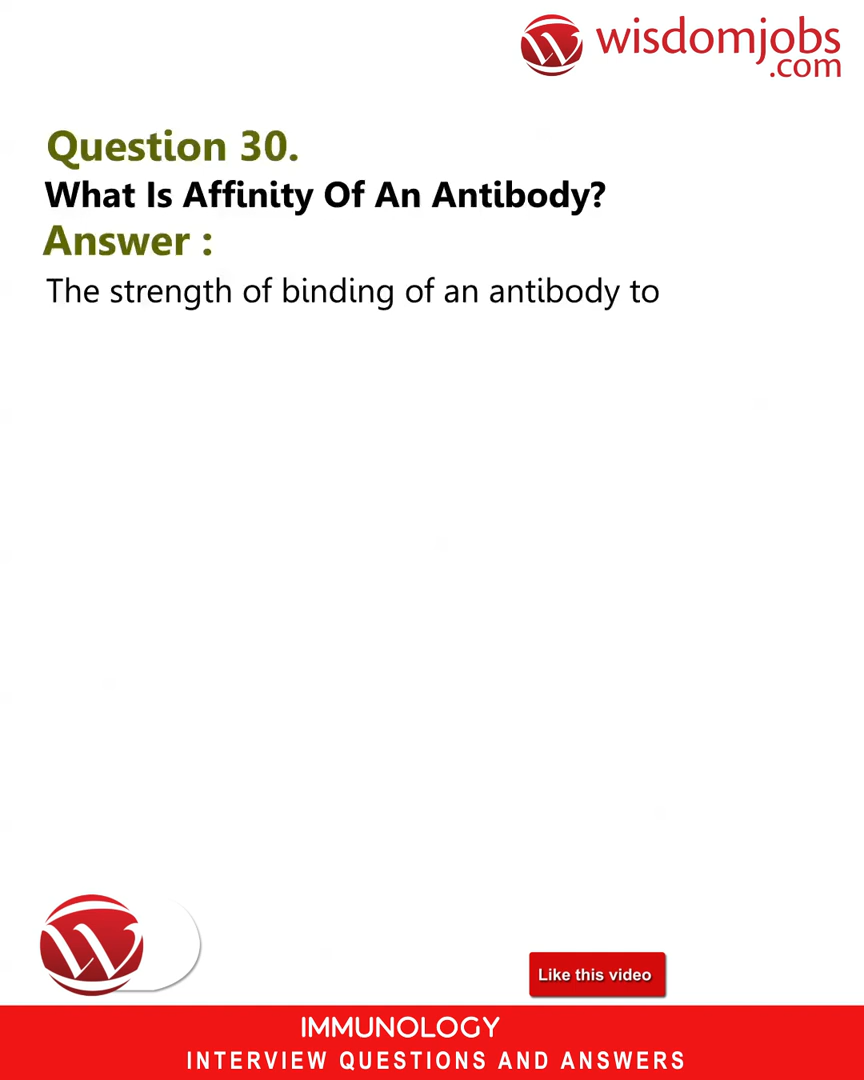 wisdomjobs
.com
Question 30.
What Is Affinity Of An Antibody?
Answer :
The strength of binding of an antibody to
W
Like this video
IMMUNOLOGY
INTERVIEW QUESTIONS AND ANSWERS